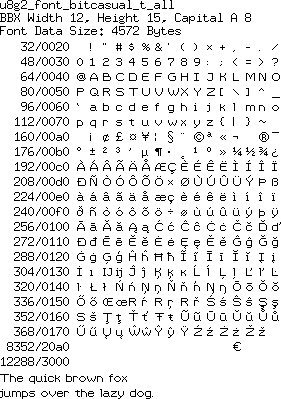 u8g2_font_bitcasual_t_all
BBX Width 12, Height 15, Capital A 8
Font Data Size: 4572 Bytes
32/0020 ! " # $ % & ' ( ) × + , - . /
48/0030 0 1 2 3 4 5 6 7 8 9 : ; < = > ?
64/0040 @ A B C D E F G H I J K L M N O
80/0050 P Q R S T U V W X Y Z [ \ ] ^ _
96/0060 ` a b c d e f g h i j k l m n o
112/0070 p q r s t u v w x y z { | } ~
160/00a0 ¡ ¢ £ ¤ ¥ ¦ § ¨ © ª « ¬ ® ¯
176/00b0 ° ± ² ³ ´ µ ¶ · ¸ ¹ º » ¼ ½ ¾ ¿
192/00c0 À Á Â Ã Ä Å Æ Ç È É Ê Ë Ì Í Î Ï
208/00d0 Ð Ñ Ò Ó Ô Õ Ö × Ø Ù Ú Û Ü Ý Þ ß
224/00e0 à á â ã ä å æ ç è é ê ë ì í î ï
240/00f0 ð ñ ò ó ô õ ö ÷ ø ù ú û ü ý þ ÿ
256/0100 Ā ā Ă ă Ą ą Ć ć Ĉ ĉ Ċ ċ Č č Ď ď
272/0110 Đ đ Ē ē Ĕ ĕ Ė ė Ę ę Ě ě Ĝ ĝ Ğ ğ
288/0120 Ġ ġ Ģ ģ Ĥ ĥ Ħ ħ Ĩ ĩ Ī ī Ĭ ĭ Į į
304/0130 İ ı Ĳ ĳ Ĵ ĵ Ķ ķ ĸ Ĺ ĺ Ļ ļ Ľ ľ Ŀ
320/0140 ŀ Ł ł Ń ń Ņ ņ Ň ň ŉ Ŋ ŋ Ō ō Ŏ ŏ
336/0150 Ő ő Œ œ Ŕ ŕ Ŗ ŗ Ř ř Ś ś Ŝ ŝ Ş ş
352/0160 Š š Ţ ţ Ť ť Ŧ ŧ Ũ ũ Ū ū Ŭ ŭ Ů ů
368/0170 Ű ű Ų ų Ŵ ŵ Ŷ ŷ Ÿ Ź ź Ż ż Ž ž
8352/20a0 €
12288/3000
The quick brown fox
jumps over the lazy dog.